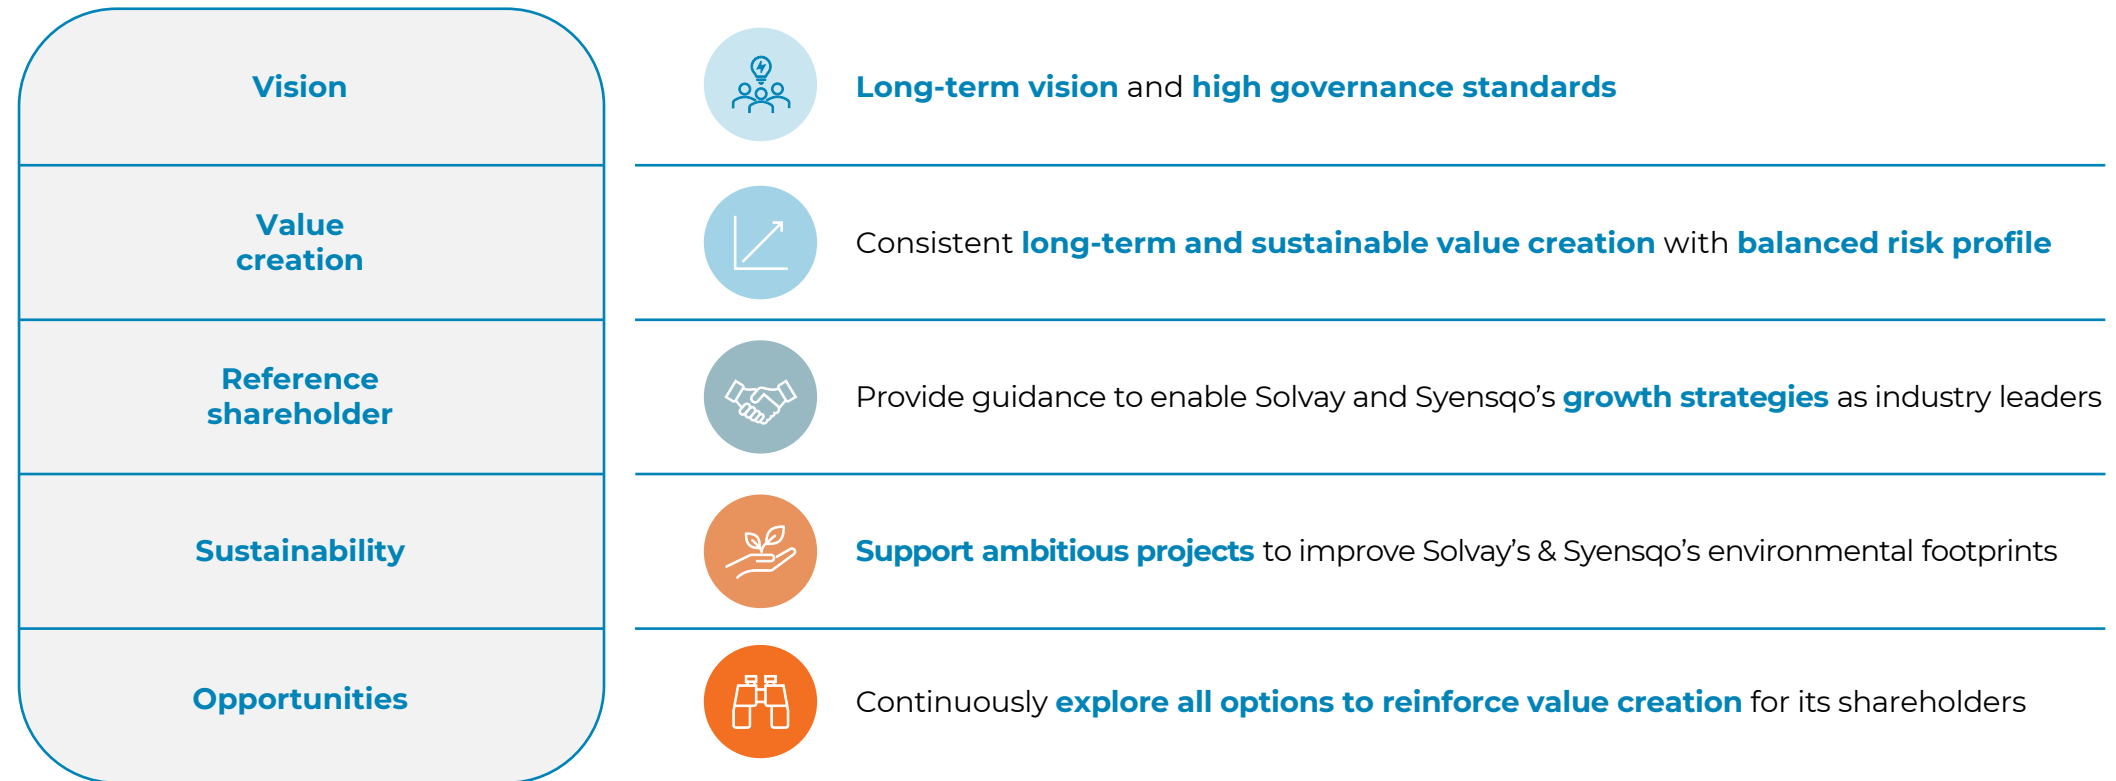 Vision
Long-term vision and high governance standards
Value
creation
Consistent long-term and sustainable value creation with balanced risk profile
Reference
shareholder
Provide guidance to enable Solvay and Syensqo’s growth strategies as industry leaders
Sustainability
Support ambitious projects to improve Solvay’s & Syensqo’s environmental footprints
Opportunities
Continuously explore all options to reinforce value creation for its shareholders